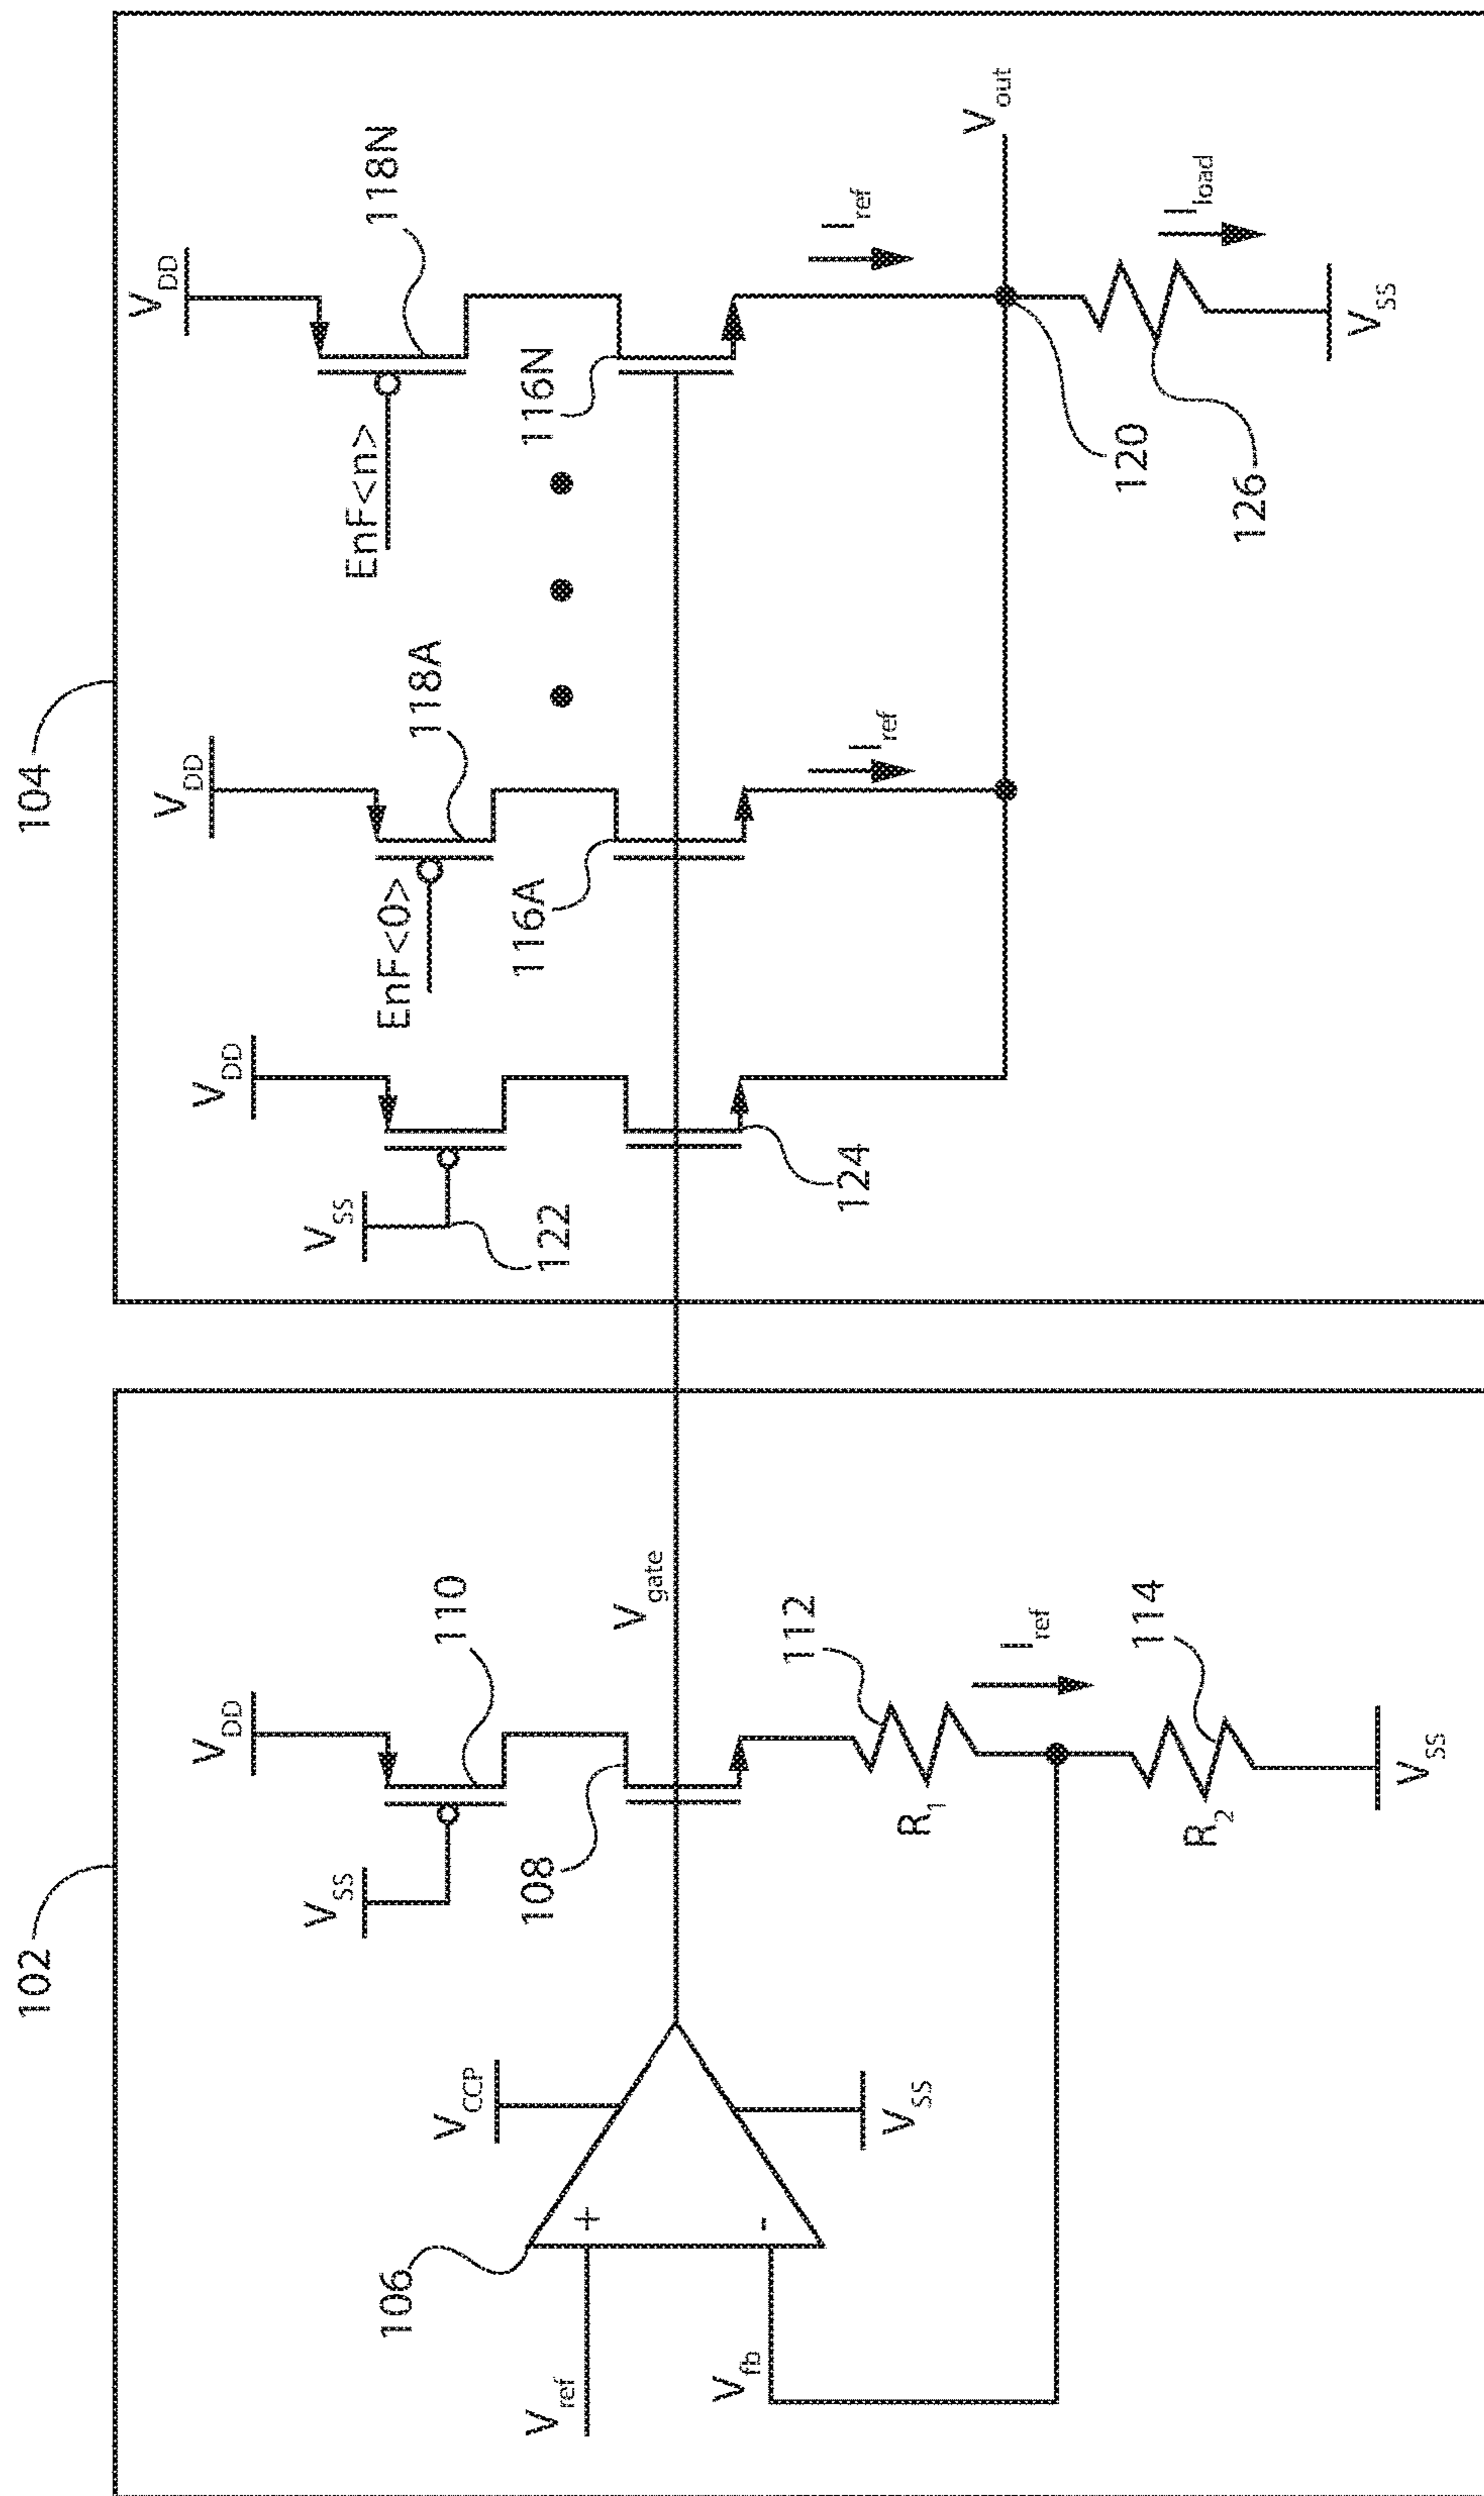 102
104
V_DD
V_SS
110
108
V_CCP
106
+
-
V_ref
V_fb
V_SS
V_gate
112
R_1
I_ref
114
R_2
V_SS
V_DD
V_SS
122
124
V_DD
EnF<0>
118A
116A
I_ref
V_DD
EnF<n>
118N
116N
I_ref
V_out
120
126
I_load
V_SS